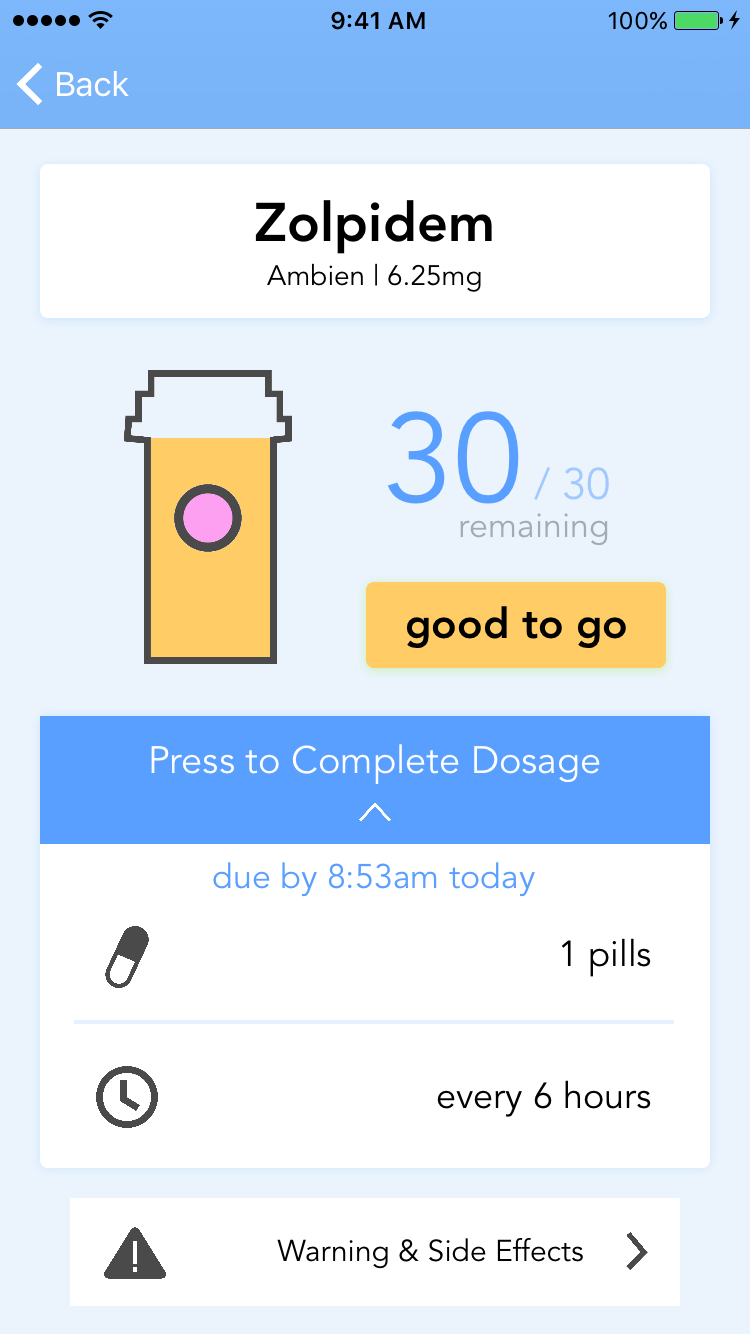 9:41 AM
100%
Back
Zolpidem
Ambien | 6.25mg
30 / 30
remaining
good to go
Press to Complete Dosage
due by 8:53am today
1 pills
every 6 hours
Warning & Side Effects